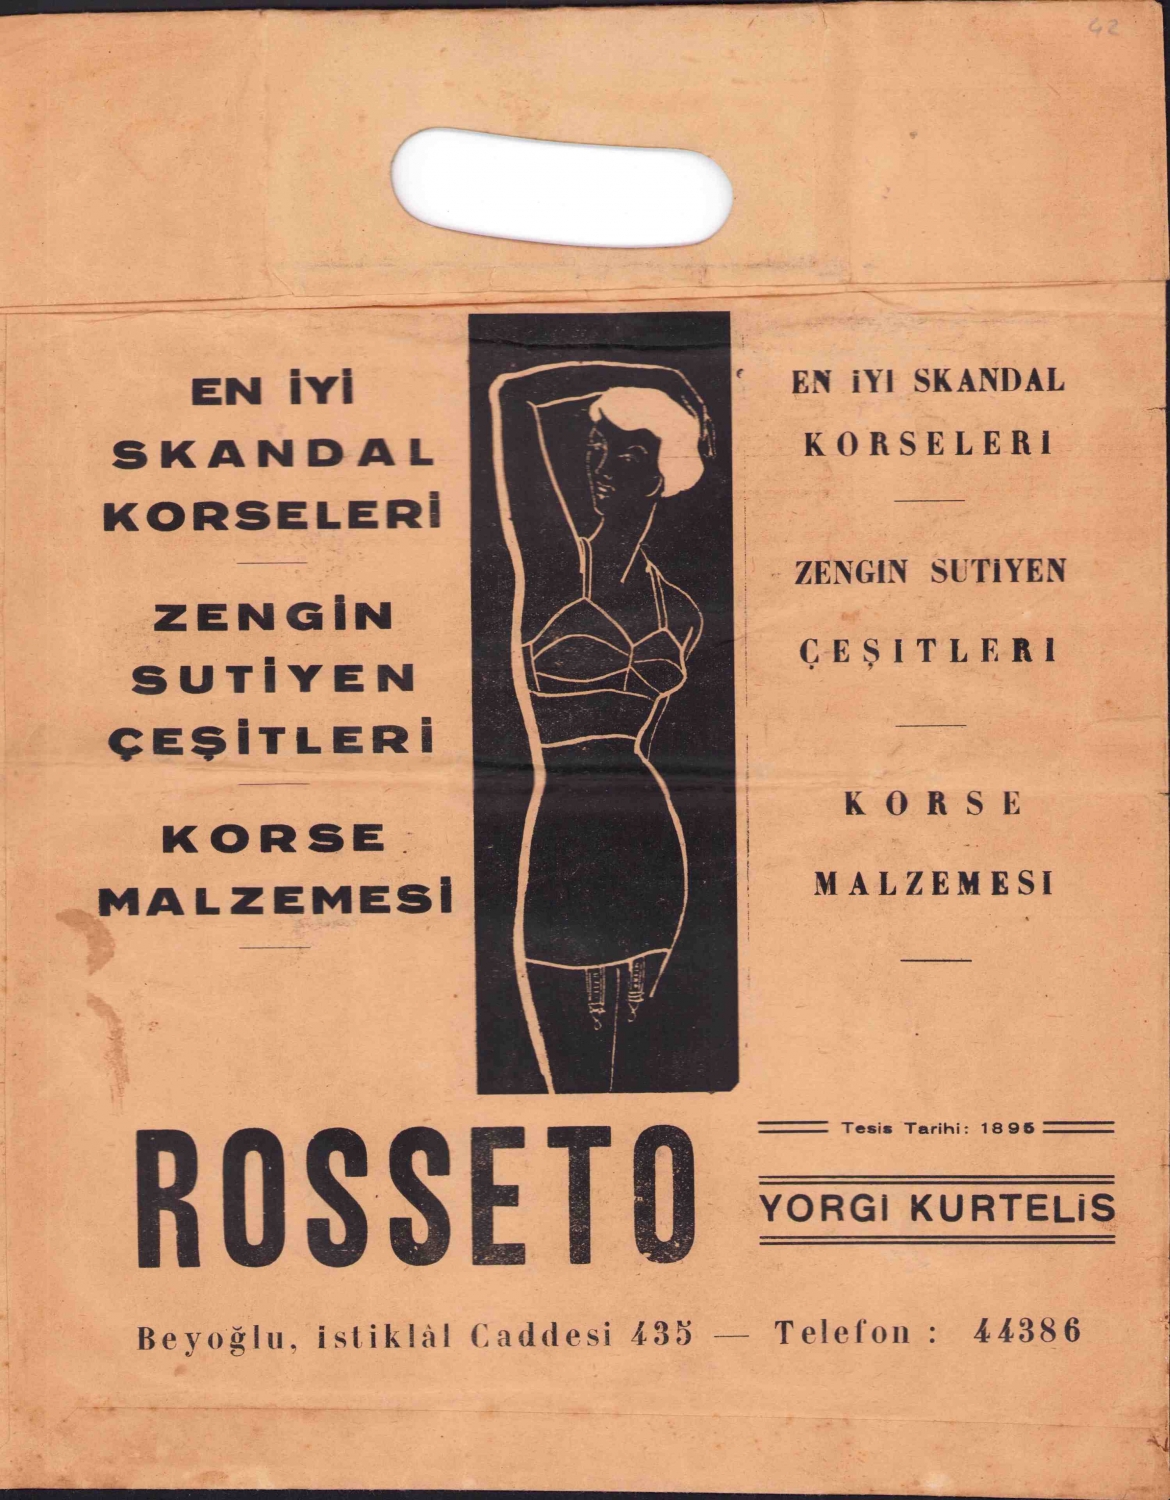 42
EN İYİ
SKANDAL
KORSELERİ
ZENGİN
SUTİYEN
ÇEŞİTLERİ
KORSE
MALZEMESİ
EN iYI SKANDAL
KORSELERI
ZENGIN SUTiYEN
ÇEŞITLERI
KORSE
MALZEMESI
ROSSETO
Tesis Tarihi: 1895
YORGI KURTELiS
Beyoğlu, istiklâl Caddesi 435 — Telefon : 44386